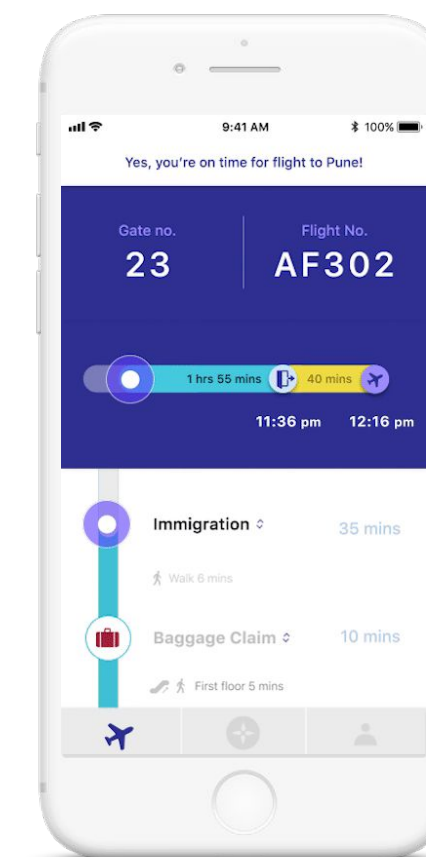 9:41 AM
100%
Yes, you're on time for flight to Pune!
Gate no.
Flight No.
23
AF302
1 hrs 55 mins
40 mins
11:36 pm
12:16 pm
Immigration
35 mins
Walk 6 mins
Baggage Claim
10 mins
First floor 5 mins